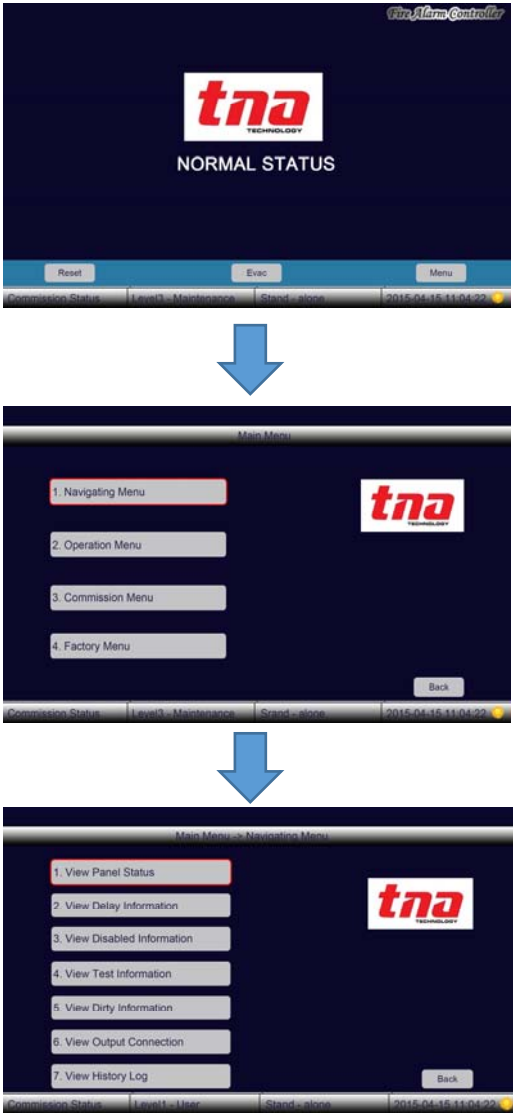 Fire Alarm Controller
tna
TECHNOLOGY
NORMAL STATUS
Reset Evac Menu
Commission Status Level3 - Maintenance Stand - alone 2015-04-15 11:04:22
Main Menu
1. Navigating Menu
tna
TECHNOLOGY
2. Operation Menu
3. Commission Menu
4. Factory Menu
Back
Commission Status Level3 - Maintenance Srand - alone 2015-04-15 11:04:22
Main Menu -> Navigating Menu
1. View Panel Status
tna
TECHNOLOGY
2. View Delay Information
3. View Disabled Information
4. View Test Information
5. View Dirty Information
6. View Output Connection
7. View History Log
Back
Commission Status Level1 - User Stand - alone 2015-04-15 11:04:22